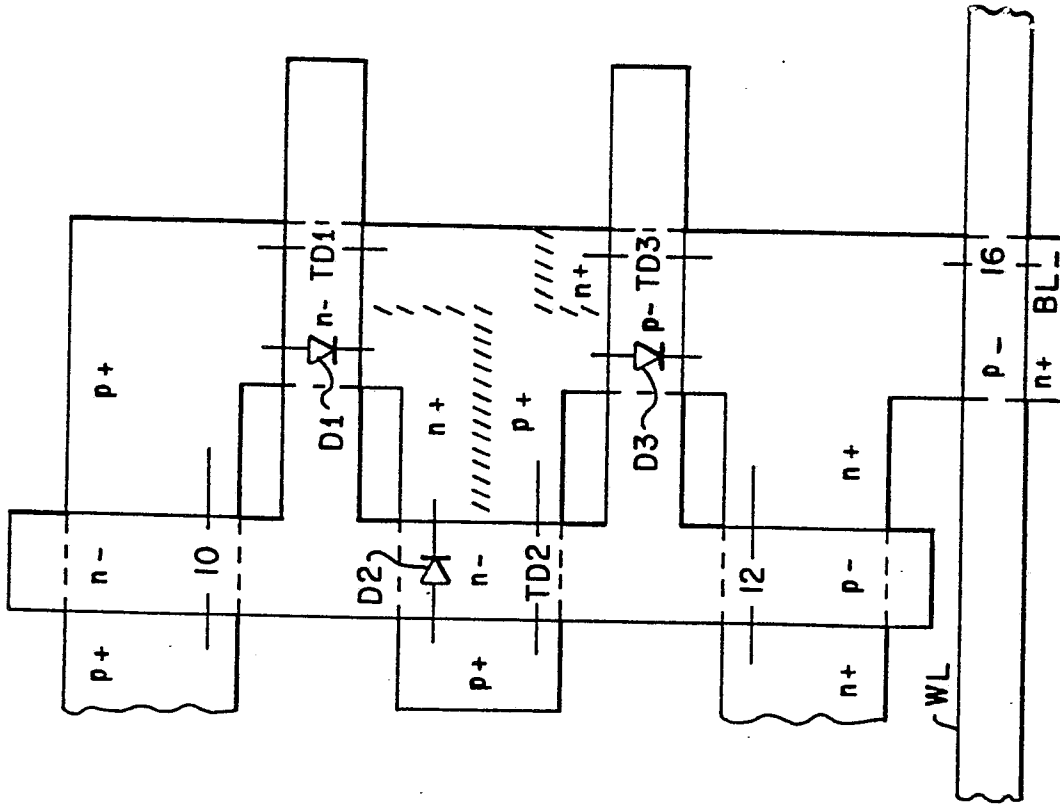 p+
n-
p+
10
n-
TD1
D1
D2
n+
n+
p+
n-
TD2
p+
p-
TD3
D3
12
p-
n+
n+
WL
p-
16
n+
BL-